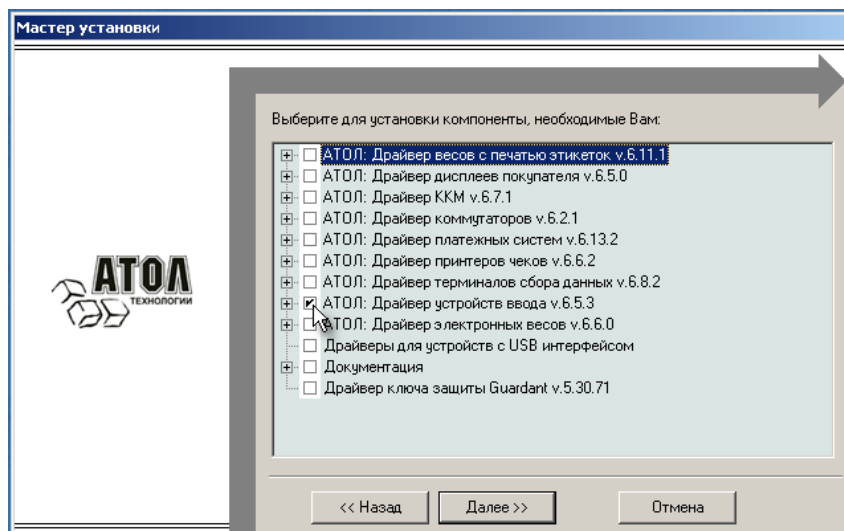 Мастер установки
Выберите для установки компоненты, необходимые Вам:
АТОЛ: Драйвер весов с печатью этикеток v.6.11.1
АТОЛ: Драйвер дисплеев покупателя v.6.5.0
АТОЛ: Драйвер ККМ v.6.7.1
АТОЛ: Драйвер коммутаторов v.6.2.1
АТОЛ: Драйвер платежных систем v.6.13.2
АТОЛ: Драйвер принтеров чеков v.6.6.2
АТОЛ: Драйвер терминалов сбора данных v.6.8.2
АТОЛ: Драйвер устройств ввода v.6.5.3
АТОЛ: Драйвер электронных весов v.6.6.0
Драйверы для устройств с USB интерфейсом
Документация
Драйвер ключа защиты Guardant v.5.30.71
АТОЛ
ТЕХНОЛОГИИ
<< Назад
Далее >>
Отмена